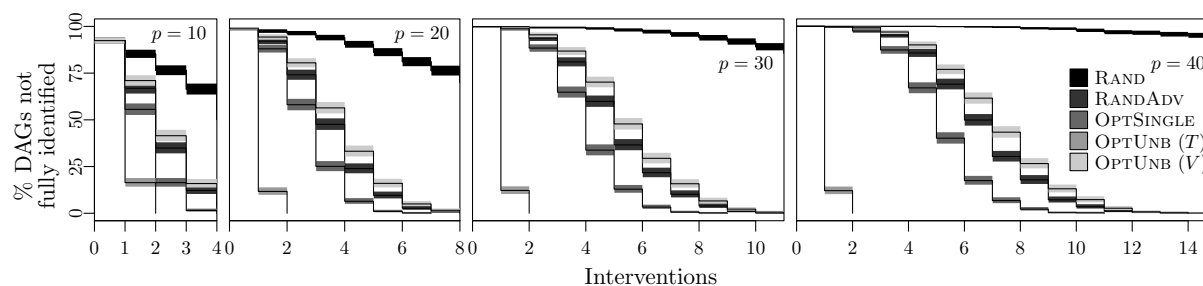 % DAGs not
fully identified
100
75
50
25
0
p = 10
p = 20
p = 30
p = 40
RAND
RANDADV
OPTSINGLE
OPTUNB (T)
OPTUNB (V)
0 1 2 3 4
0 2 4 6 8
0 2 4 6 8 10
0 2 4 6 8 10 12 14
Interventions